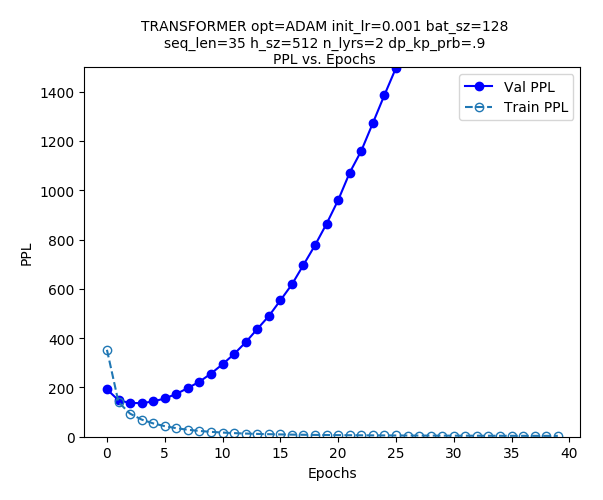 TRANSFORMER opt=ADAM init_lr=0.001 bat_sz=128
seq_len=35 h_sz=512 n_lyrs=2 dp_kp_prb=.9
PPL vs. Epochs
1400
1200
1000
800
600
400
200
0
PPL
Val PPL
Train PPL
0 5 10 15 20 25 30 35 40
Epochs